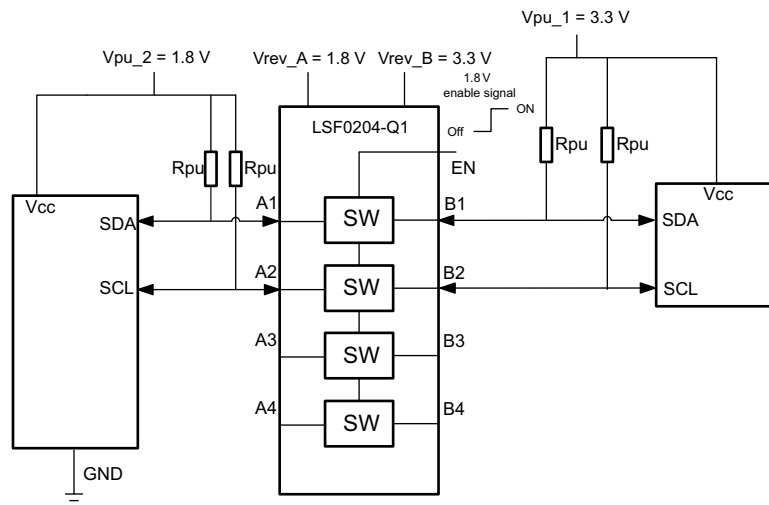 Vpu_1 = 3.3 V
Vpu_2 = 1.8 V
Vrev_A = 1.8 V
Vrev_B = 3.3 V
1.8 V
enable signal
ON
Off
LSF0204-Q1
EN
Rpu
Rpu
Rpu
Rpu
Vcc
SDA
A1
SW
B1
SCL
A2
SW
B2
A3
SW
B3
A4
SW
B4
Vcc
SDA
SCL
GND